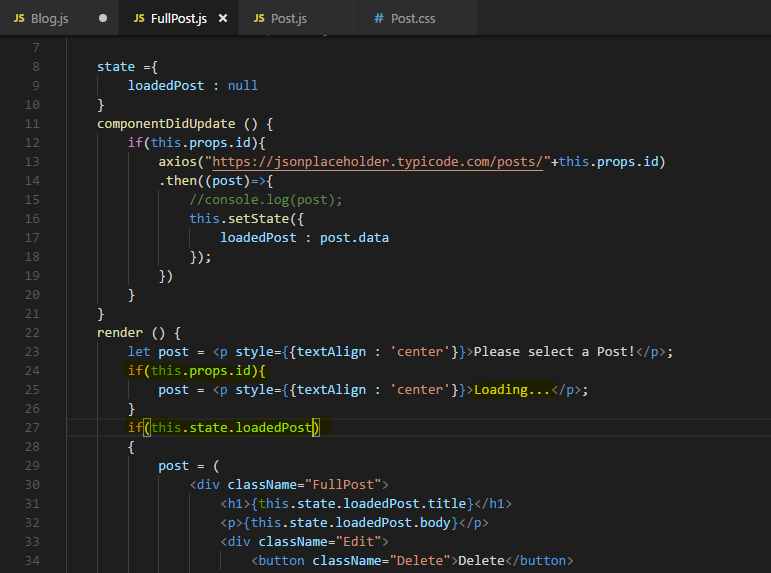 JS Blog.js ● JS FullPost.js × JS Post.js # Post.css
7
8 state ={
9 loadedPost : null
10 }
11 componentDidUpdate () {
12 if(this.props.id){
13 axios("https://jsonplaceholder.typicode.com/posts/"+this.props.id)
14 .then((post)=>{
15 //console.log(post);
16 this.setState({
17 loadedPost : post.data
18 });
19 })
20 }
21 }
22 render () {
23 let post = <p style={{textAlign : 'center'}}>Please select a Post!</p>;
24 if(this.props.id){
25 post = <p style={{textAlign : 'center'}}>Loading...</p>;
26 }
27 if(this.state.loadedPost)
28 {
29 post = (
30 <div className="FullPost">
31 <h1>{this.state.loadedPost.title}</h1>
32 <p>{this.state.loadedPost.body}</p>
33 <div className="Edit">
34 <button className="Delete">Delete</button>